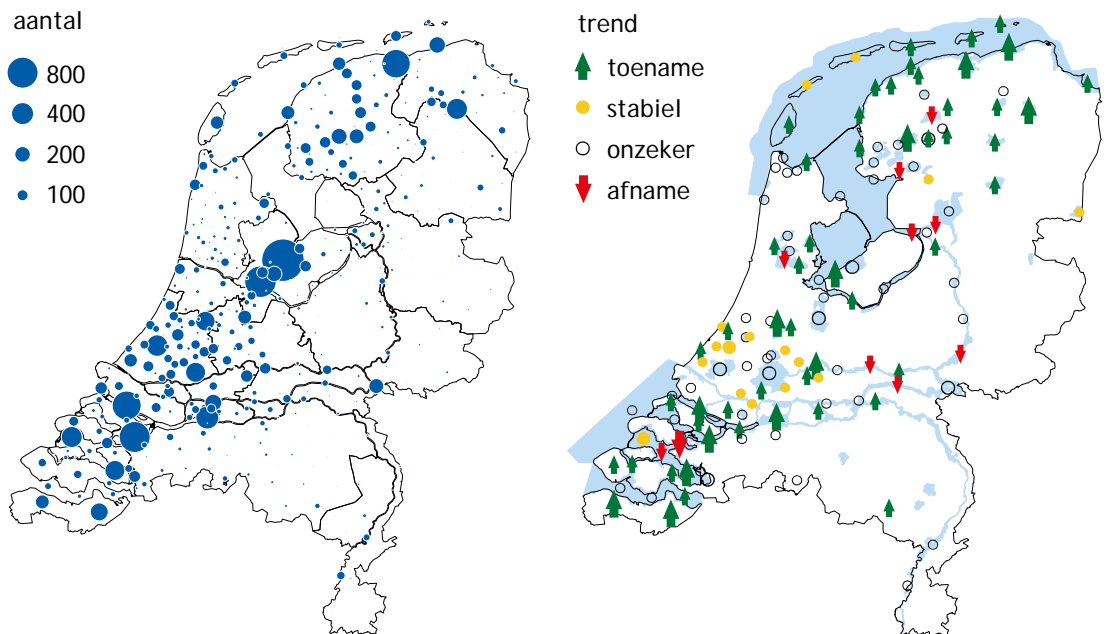 aantal
800
400
200
100
trend
toename
stabiel
onzeker
afname